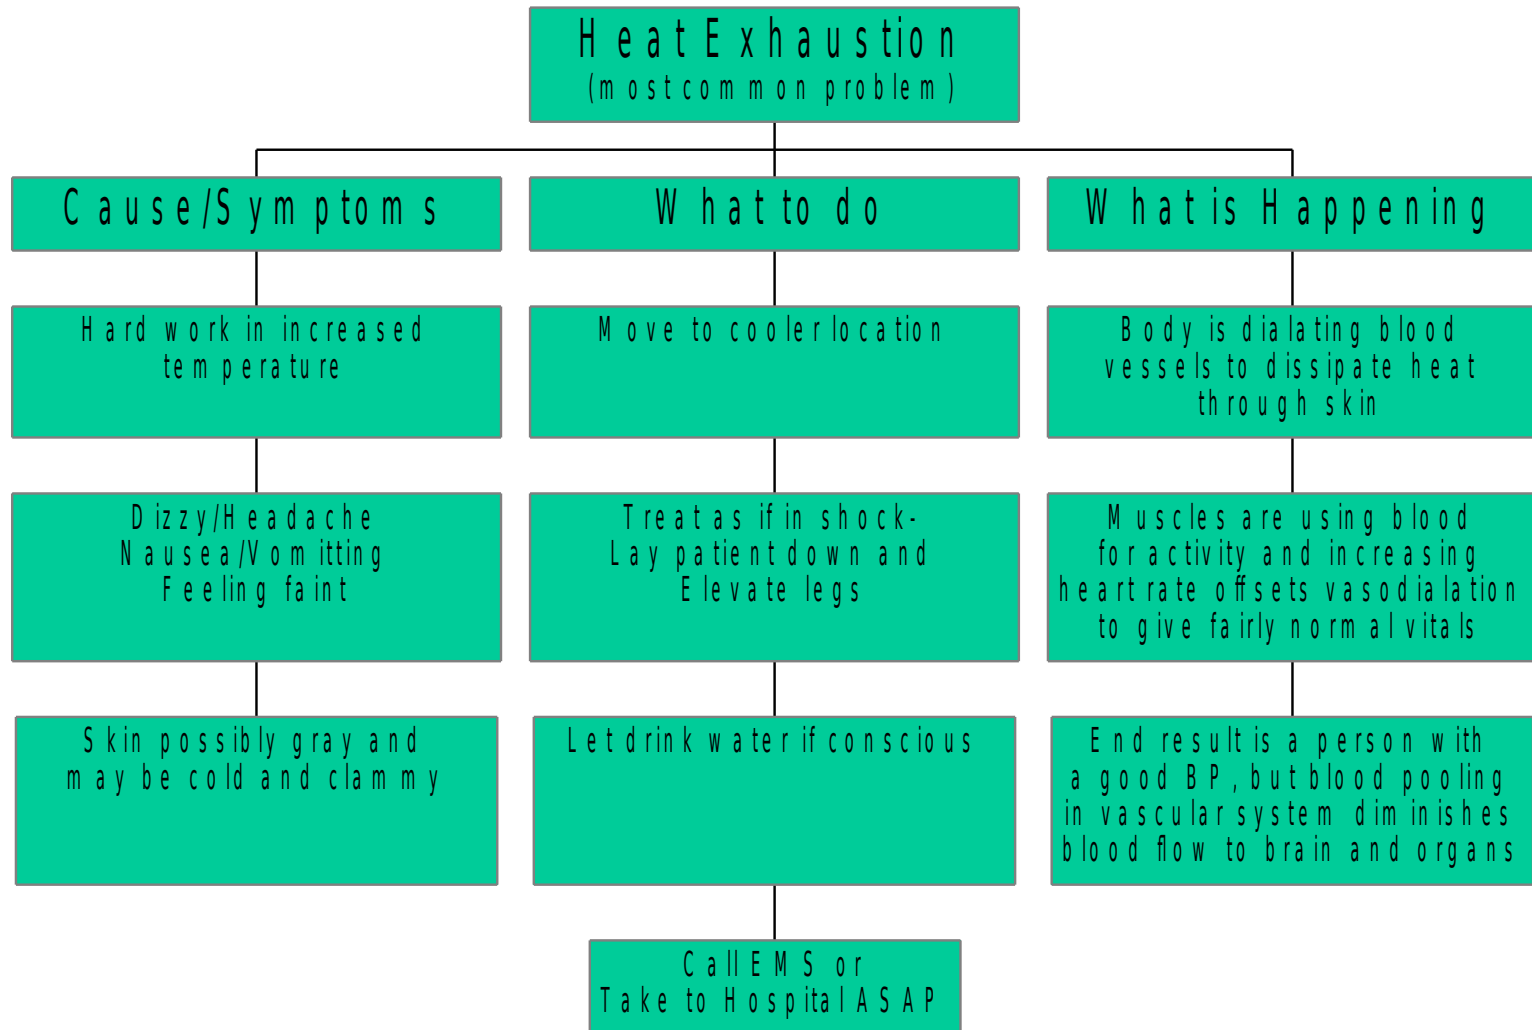 Heat Exhaustion
(most common problem)
Cause/Symptoms
Hard work in increased
temperature
Dizzy/Headache
Nausea/Vomitting
Feeling faint
Skin possibly gray and
may be cold and clammy
What to do
Move to cooler location
Treat as if in shock-
Lay patient down and
Elevate legs
Let drink water if conscious
Call EMS or
Take to Hospital ASAP
What is Happening
Body is dialating blood
vessels to dissipate heat
through skin
Muscles are using blood
for activity and increasing
heart rate offsets vasodialation
to give fairly normal vitals
End result is a person with
a good BP, but blood pooling
in vascular system diminishes
blood flow to brain and organs